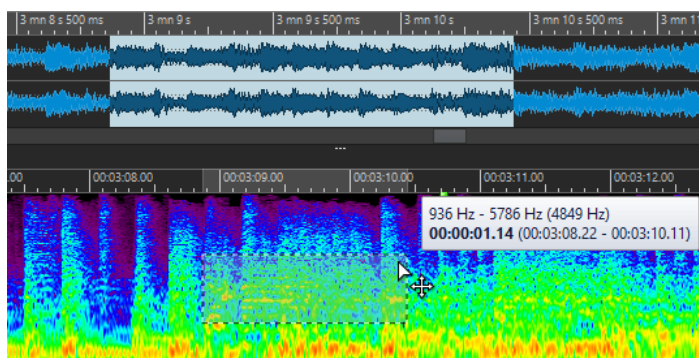 3 mn 8 s 500 ms 3 mn 9 s 3 mn 9 s 500 ms 3 mn 10 s 3 mn 10 s 500 ms 3 mn 11
.00 00:03:08.00 00:03:09.00 00:03:10.00 00:03:11.00 00:03:12.00
936 Hz - 5786 Hz (4849 Hz)
00:00:01.14 (00:03:08.22 - 00:03:10.11)